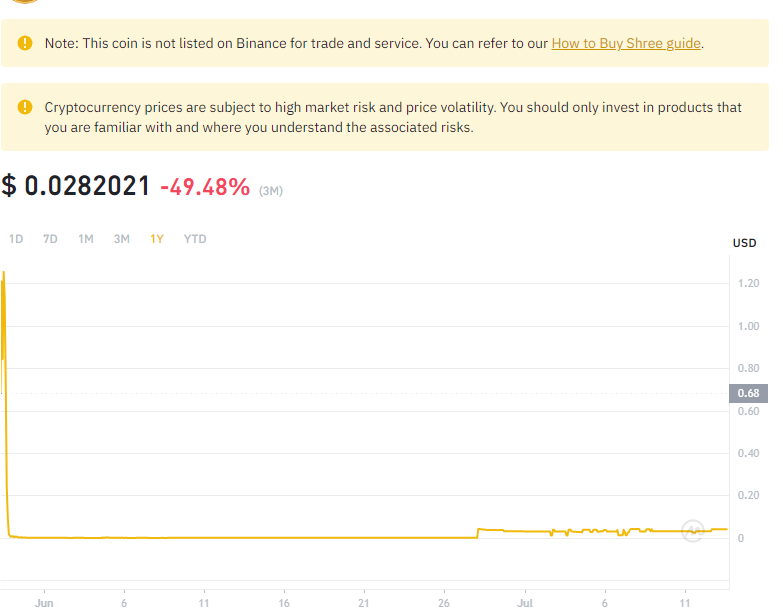 Note: This coin is not listed on Binance for trade and service. You can refer to our How to Buy Shree guide.
Cryptocurrency prices are subject to high market risk and price volatility. You should only invest in products that
you are familiar with and where you understand the associated risks.
$ 0.0282021 -49.48% (3M)
1D 7D 1M 3M 1Y YTD
USD
1.20
1.00
0.80
0.68
0.60
0.40
0.20
0
Jun 6 11 16 21 26 Jul 6 11